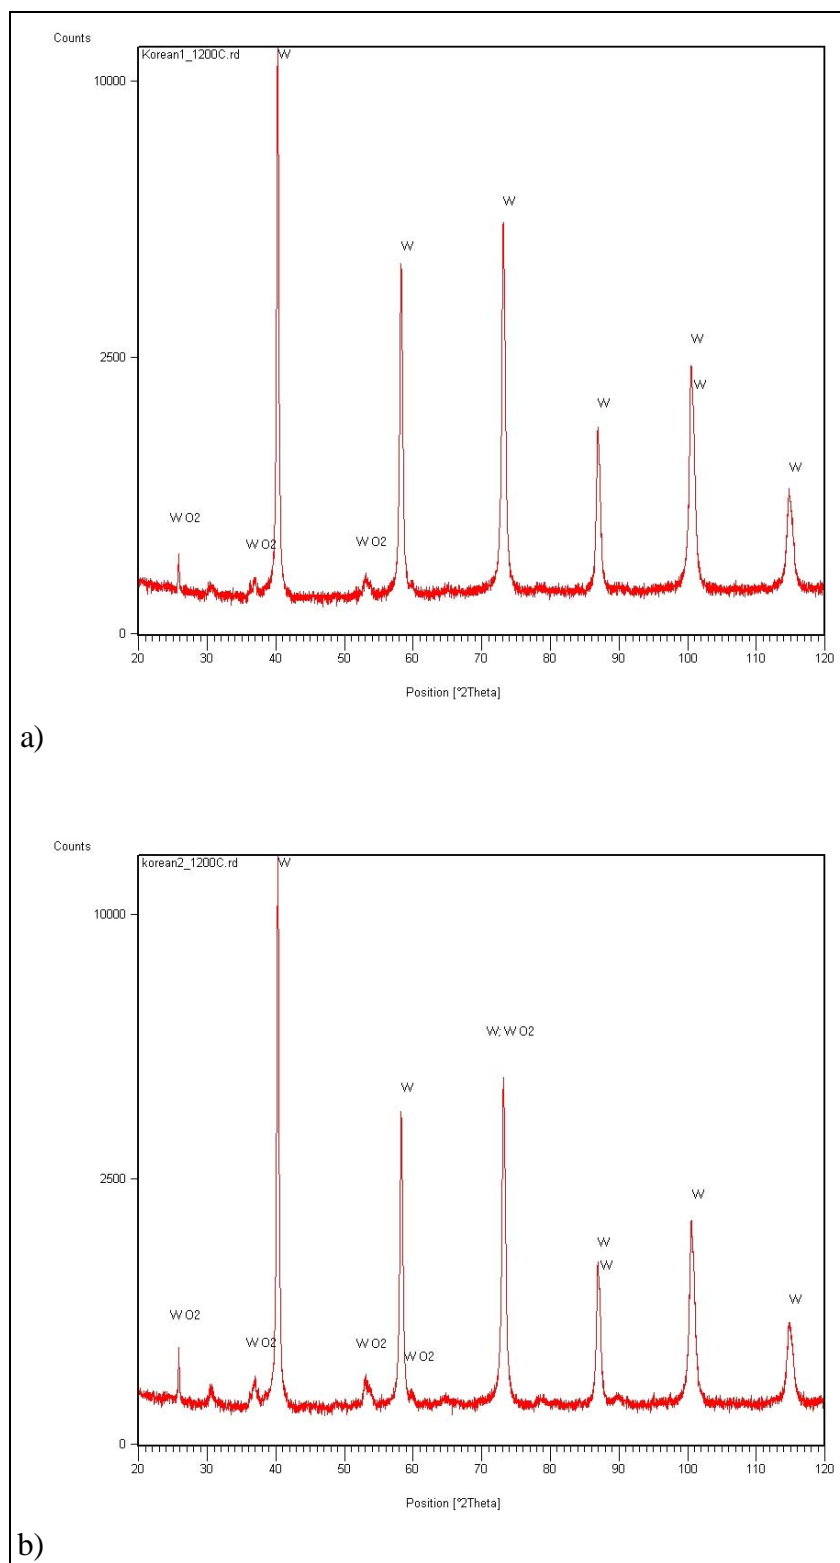 Counts
Korean1_1200C.rd
W
10000
W
W
W
2500
W
W
W
W O2
W O2
W O2
0
20 30 40 50 60 70 80 90 100 110 120
Position [°2Theta]
a)
Counts
korean2_1200C.rd
W
10000
W; W O2
W
2500
W
W
W
W
W O2
W O2
W O2
W O2
0
20 30 40 50 60 70 80 90 100 110 120
Position [°2Theta]
b)